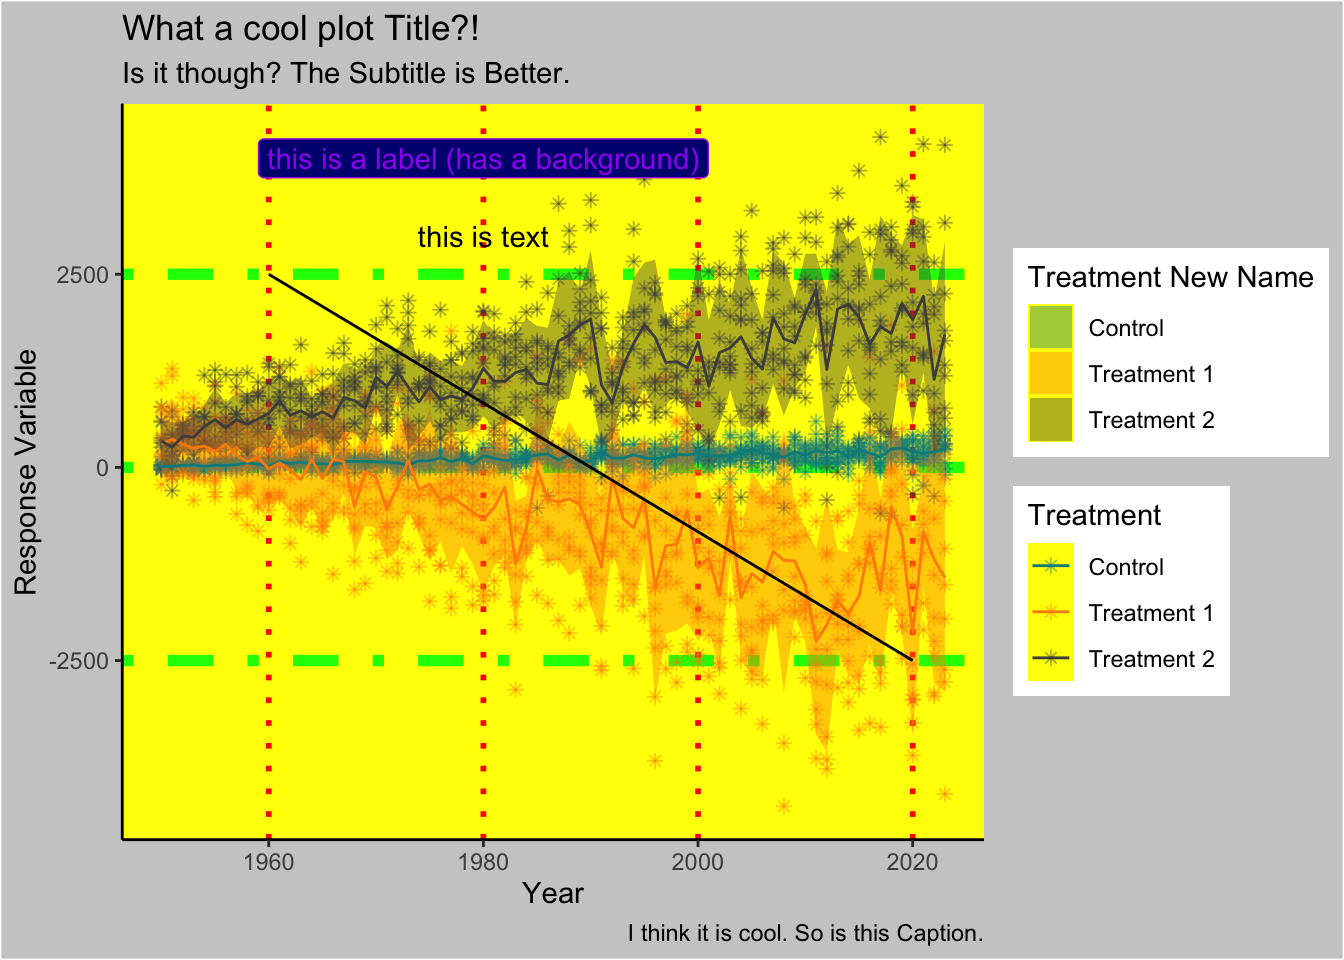 What a cool plot Title?!
Is it though? The Subtitle is Better.
this is a label (has a background)
this is text
2500
0
-2500
Response Variable
1960
1980
2000
2020
Year
I think it is cool. So is this Caption.
Treatment New Name
Control
Treatment 1
Treatment 2
Treatment
Control
Treatment 1
Treatment 2